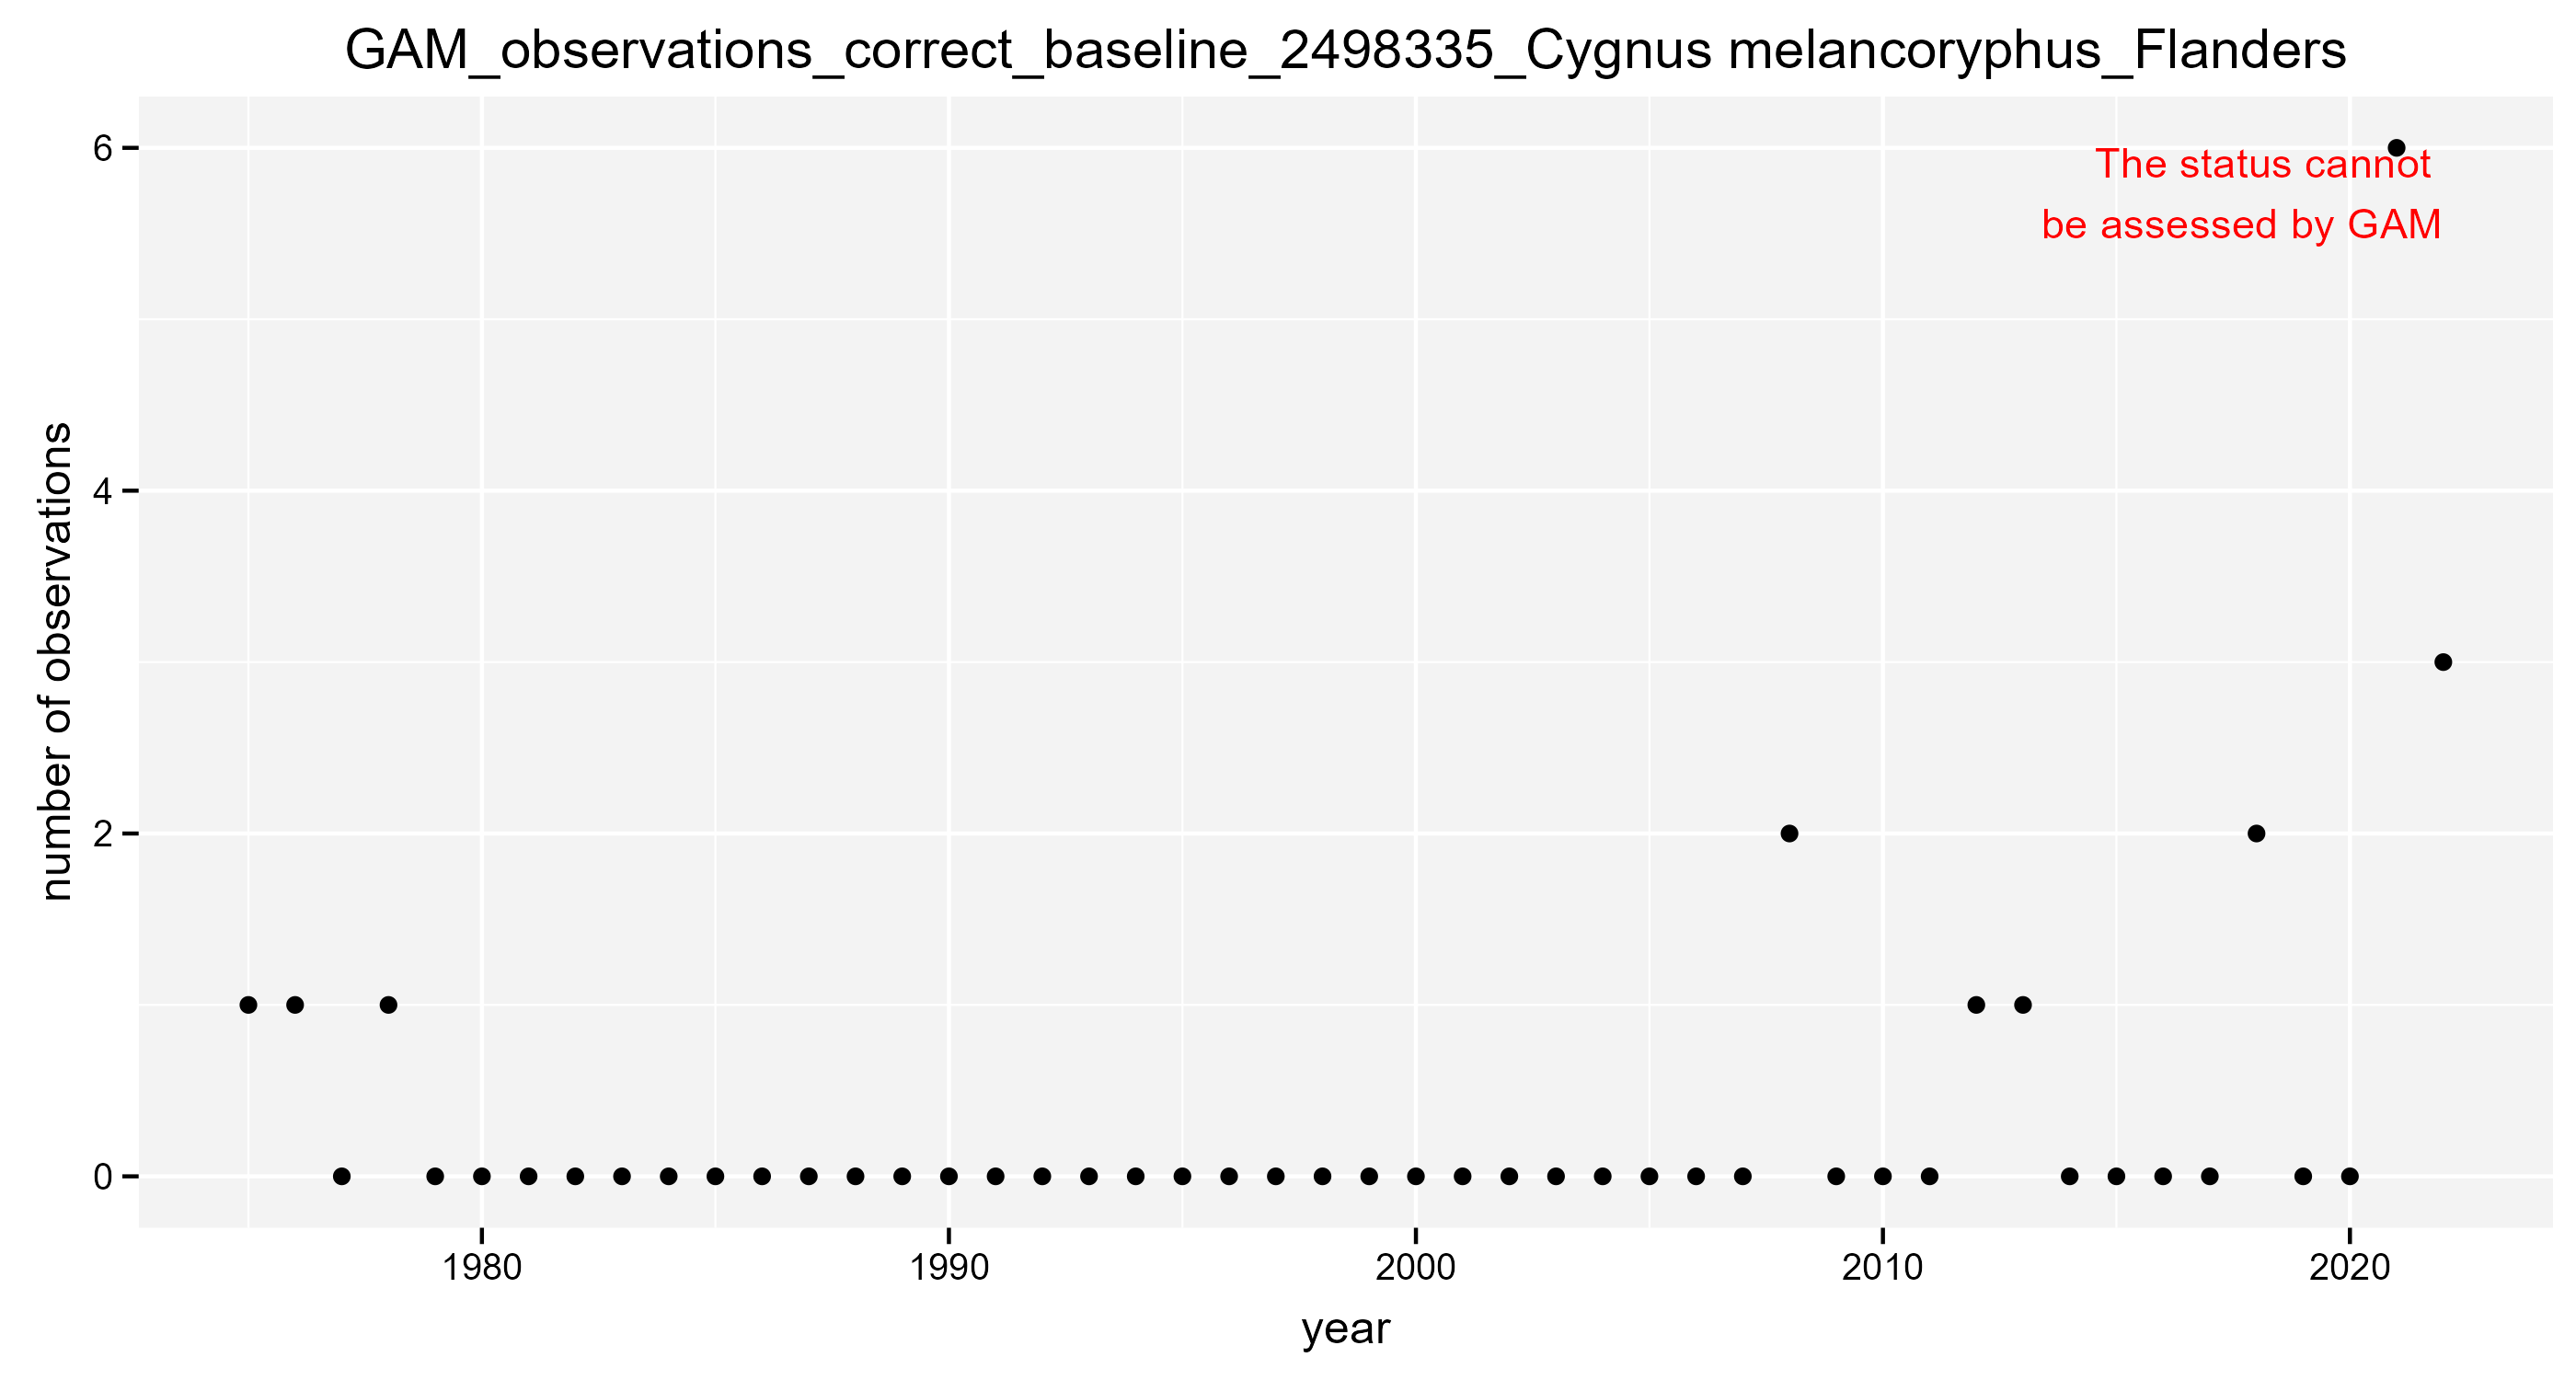 GAM_observations_correct_baseline_2498335_Cygnus melancoryphus_Flanders
6
The status cannot
be assessed by GAM
4
number of observations
2
0
1980 1990 2000 2010 2020
year